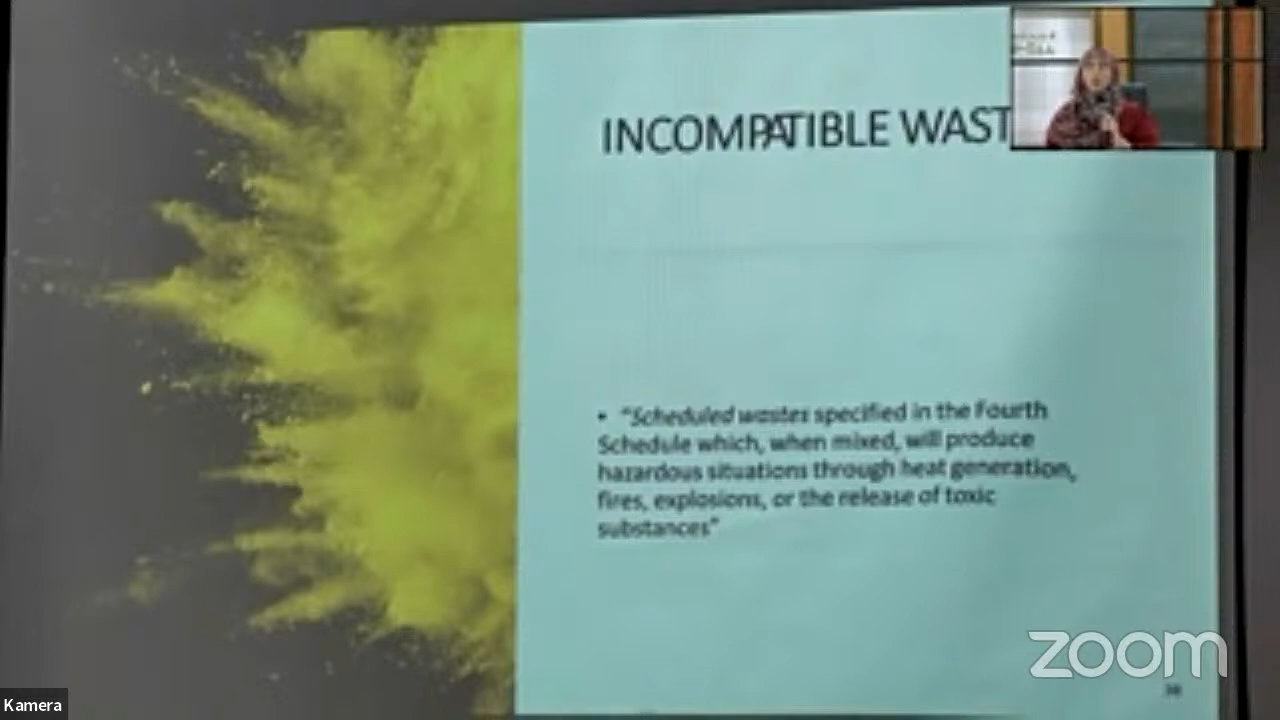 INCOMPATIBLE WAST
• "Scheduled wastes specified in the Fourth
Schedule which, when mixed, will produce
hazardous situations through heat generation,
fires, explosions, or the release of toxic
substances"
zoom
Kamera